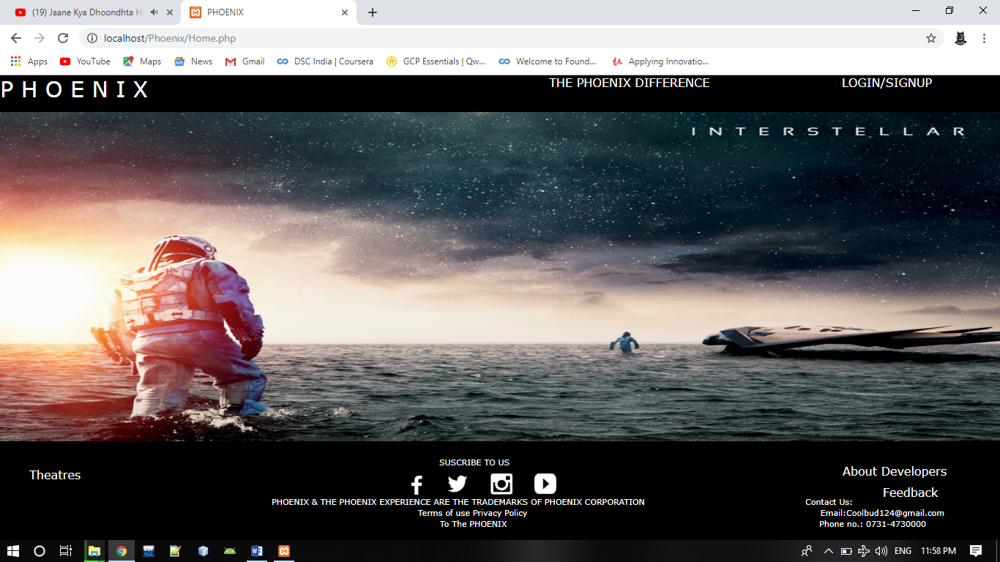 (19) Jaane Kya Dhoondhta Ha
PHOENIX
localhost/Phoenix/Home.php
Apps YouTube Maps News Gmail DSC India | Coursera GCP Essentials | Qw... Welcome to Found... Applying Innovatio...
PHOENIX THE PHOENIX DIFFERENCE LOGIN/SIGNUP
INTERSTELLAR
SUSCRIBE TO US
Theatres
About Developers
Feedback
PHOENIX & THE PHOENIX EXPERIENCE ARE THE TRADEMARKS OF PHOENIX CORPORATION
Contact Us:
Terms of use Privacy Policy
Email:Coolbud124@gmail.com
To The PHOENIX
Phone no.: 0731-4730000
ENG 11:58 PM